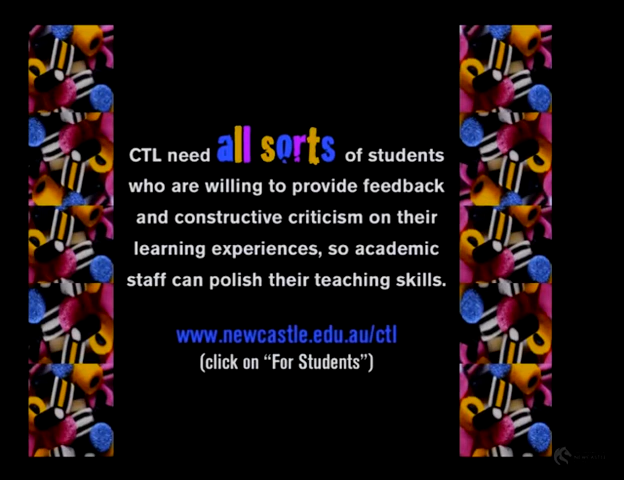 CTL need all sorts of students
who are willing to provide feedback
and constructive criticism on their
learning experiences, so academic
staff can polish their teaching skills.
www.newcastle.edu.au/ctl
(click on “For Students”)